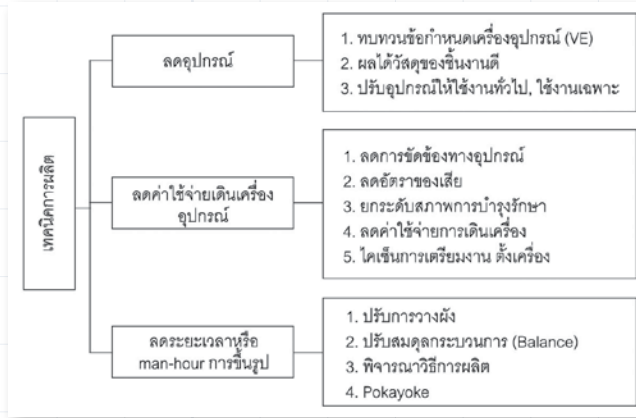 เทคนิคการผลิต
ลดอุปกรณ์
1. ทบทวนข้อกำหนดเครื่องอุปกรณ์ (VE)
2. ผลได้วัสดุของชิ้นงานดี
3. ปรับอุปกรณ์ให้ใช้งานทั่วไป, ใช้งานเฉพาะ
ลดค่าใช้จ่ายเดินเครื่อง
อุปกรณ์
1. ลดการขัดข้องทางอุปกรณ์
2. ลดอัตราของเสีย
3. ยกระดับสภาพการบำรุงรักษา
4. ลดค่าใช้จ่ายการเดินเครื่อง
5. ไคเซ็นการเตรียมงาน ตั้งเครื่อง
ลดระยะเวลาหรือ
man-hour การขึ้นรูป
1. ปรับการวางผัง
2. ปรับสมดุลกระบวนการ (Balance)
3. พิจารณาวิธีการผลิต
4. Pokayoke